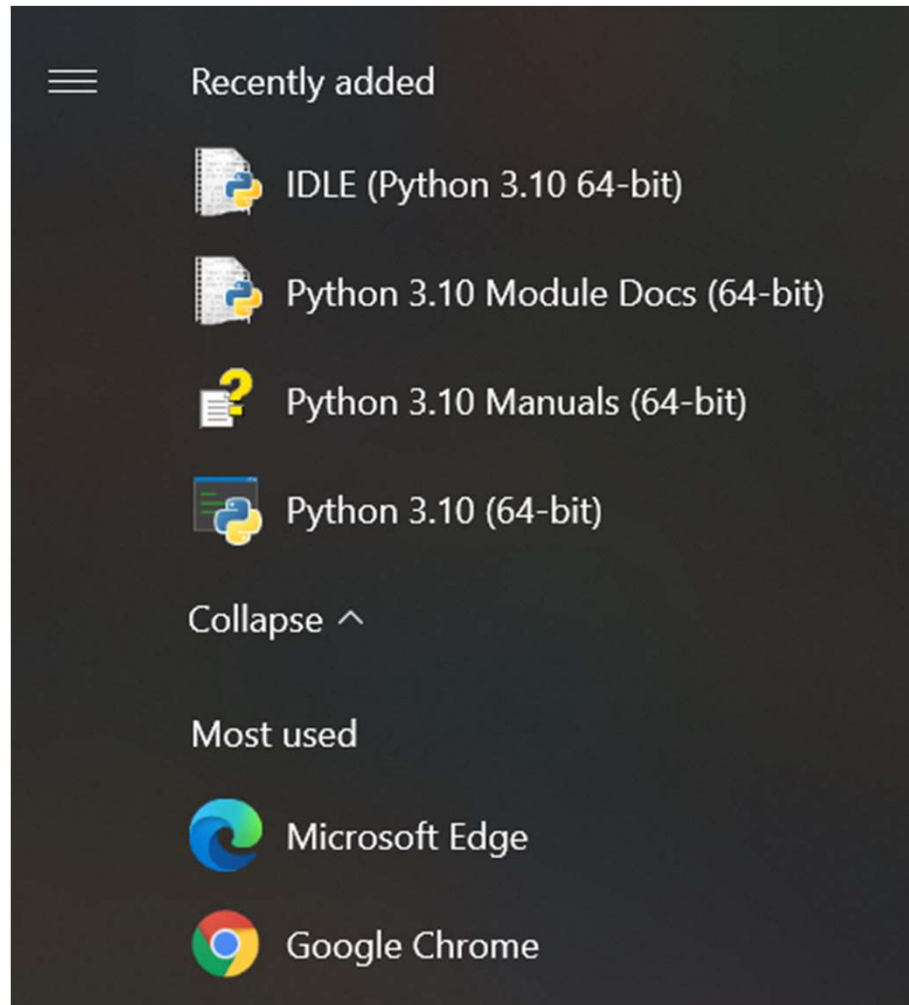 Recently added
IDLE (Python 3.10 64-bit)
Python 3.10 Module Docs (64-bit)
Python 3.10 Manuals (64-bit)
Python 3.10 (64-bit)
Collapse
Most used
Microsoft Edge
Google Chrome